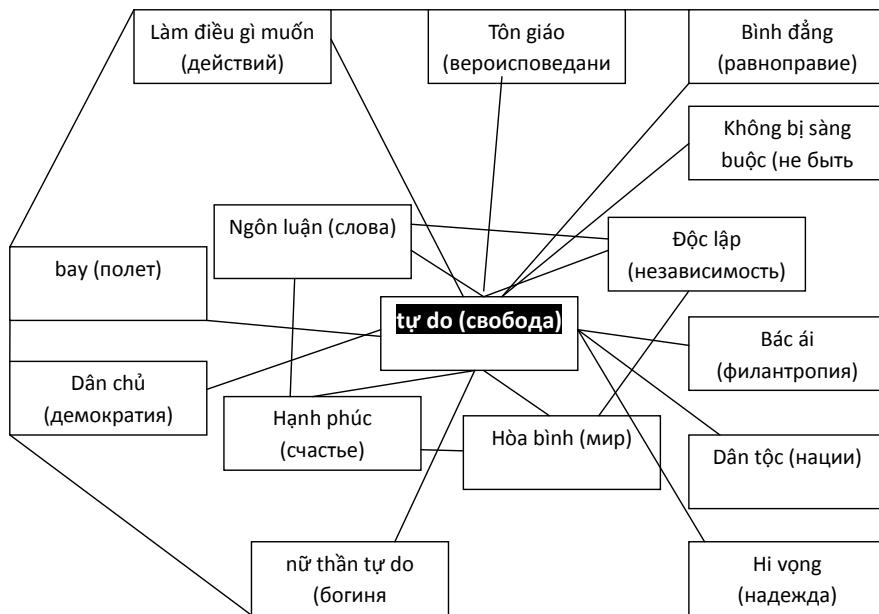 Làm điều gì muốn
(действий)
Tôn giáo
(вероисповедани
Bình đẳng
(равноправие)
Không bị sàng
buộc (не быть
Ngôn luận (слова)
Độc lập
(независимость)
bay (полет)
tự do (свобода)
Bác ái
(филантропия)
Dân chủ
(демократия)
Hạnh phúc
(счастье)
Hòa bình (мир)
Dân tộc (нации)
nữ thần tự do
(богиня
Hi vọng
(надежда)